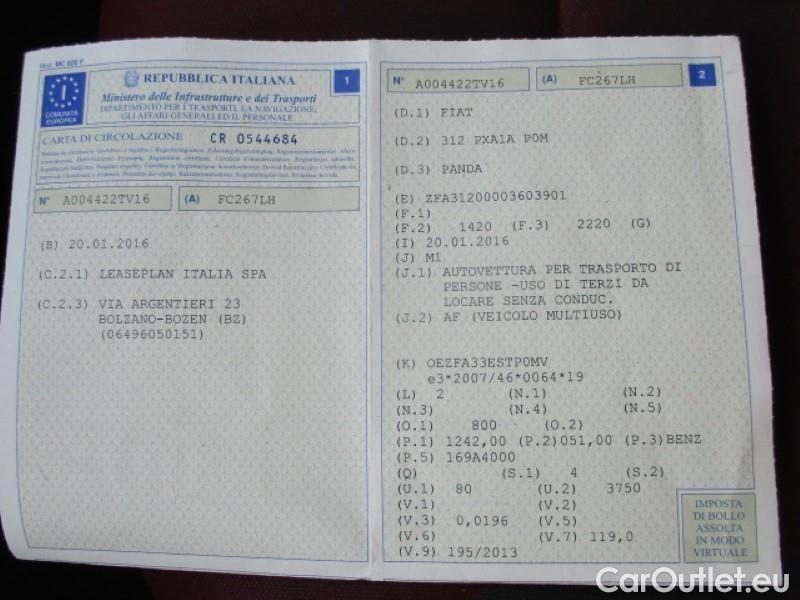 Mod. MC 820 F
REPUBBLICA ITALIANA
1
Ministero delle Infrastrutture e dei Trasporti
DIPARTIMENTO PER I TRASPORTI, LA NAVIGAZIONE,
GLI AFFARI GENERALI ED IL PERSONALE
I
COMUNITÀ
EUROPEA
CARTA DI CIRCOLAZIONE CR 0544684
N° A004422TV16 (A) FC267LH
(B) 20.01.2016
(C.2.1) LEASEPLAN ITALIA SPA
(C.2.3) VIA ARGENTIERI 23
BOLZANO-BOZEN (BZ)
(06496050151)
N° A004422TV16 (A) FC267LH 2
(D.1) FIAT
(D.2) 312 PXA1A P0M
(D.3) PANDA
(E) ZFA31200003603901
(F.1)
(F.2) 1420 (F.3) 2220 (G)
(I) 20.01.2016
(J) M1
(J.1) AUTOVETTURA PER TRASPORTO DI
PERSONE -USO DI TERZI DA
LOCARE SENZA CONDUC.
(J.2) AF (VEICOLO MULTIUSO)
(K) OEZFA33ESTP0MV
e3*2007/46*0064*19
(L) 2 (N.1) (N.2)
(N.3) (N.4) (N.5)
(O.1) 800 (O.2)
(P.1) 1242,00 (P.2)051,00 (P.3)BENZ
(P.5) 169A4000
(Q) (S.1) 4 (S.2)
(U.1) 80 (U.2) 3750
(V.1) (V.2)
(V.3) 0,0196 (V.5)
(V.6) (V.7) 119,0
(V.9) 195/2013
IMPOSTA
DI BOLLO
ASSOLTA
IN MODO
VIRTUALE
CarOutlet.eu